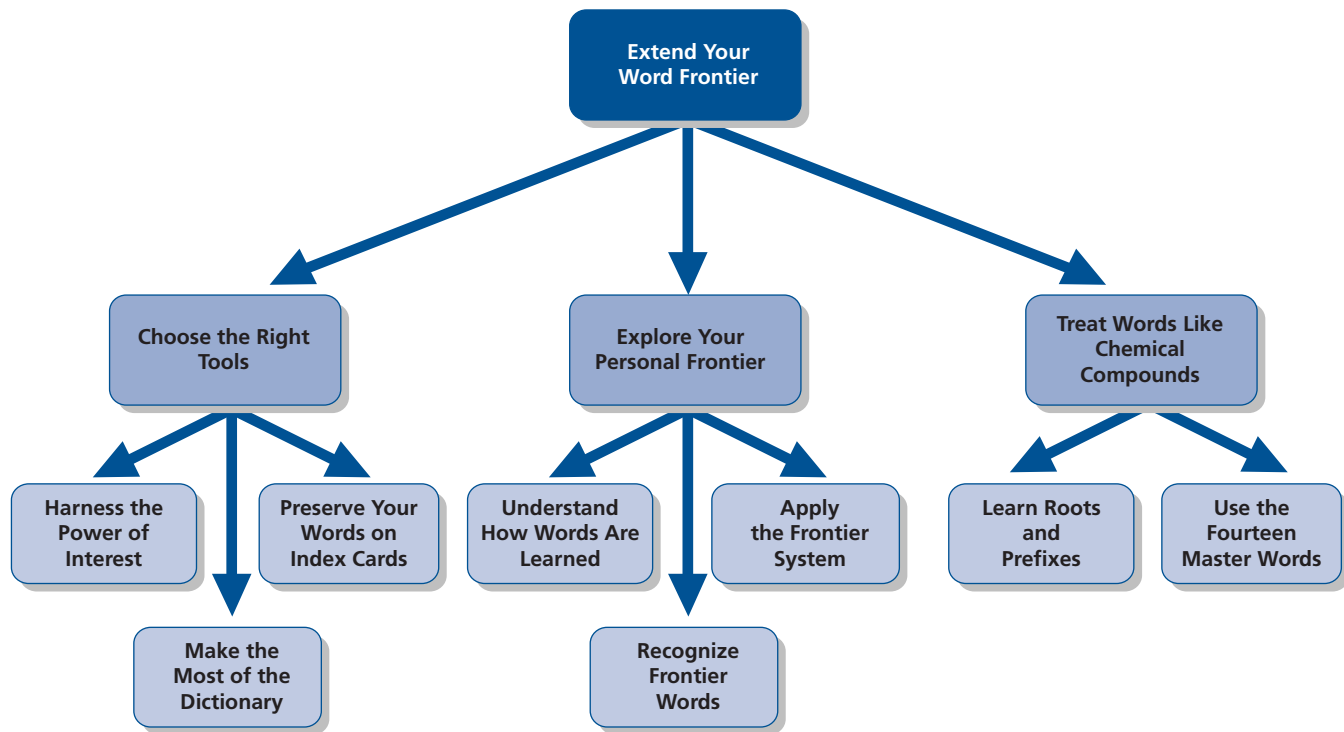 Extend Your
Word Frontier
Choose the Right
Tools
Explore Your
Personal Frontier
Treat Words Like
Chemical
Compounds
Harness the
Power of
Interest
Preserve Your
Words on
Index Cards
Understand
How Words Are
Learned
Apply
the Frontier
System
Learn Roots
and
Prefixes
Use the
Fourteen
Master Words
Make the
Most of the
Dictionary
Recognize
Frontier
Words